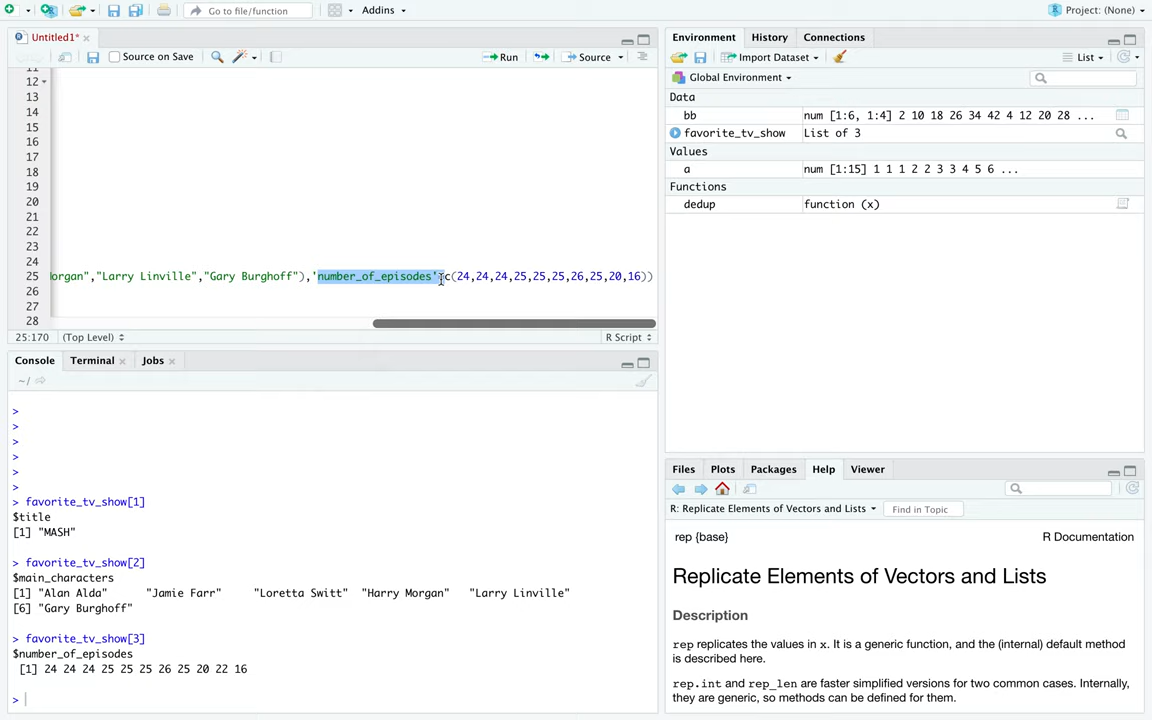 Go to file/function
Addins
Project: (None)
Untitled1*
Source on Save
Run
Source
11
12
13
14
15
16
17
18
19
20
21
22
23
24
25 organ","Larry Linville","Gary Burghoff"),'number_of_episodes'=c(24,24,24,25,25,25,26,25,20,16))
26
27
28
25:170 (Top Level)
R Script
Console Terminal Jobs
~/
>
>
>
>
>
>
> favorite_tv_show[1]
$title
[1] "MASH"
> favorite_tv_show[2]
$main_characters
[1] "Alan Alda" "Jamie Farr" "Loretta Switt" "Harry Morgan" "Larry Linville"
[6] "Gary Burghoff"
> favorite_tv_show[3]
$number_of_episodes
[1] 24 24 24 25 25 25 26 25 20 22 16
>
Environment History Connections
Import Dataset
List
Global Environment
Data
bb num [1:6, 1:4] 2 10 18 26 34 42 4 12 20 28 ...
favorite_tv_show List of 3
Values
a num [1:15] 1 1 1 2 2 3 3 4 5 6 ...
Functions
dedup function (x)
Files Plots Packages Help Viewer
R: Replicate Elements of Vectors and Lists
Find in Topic
rep {base}
R Documentation
Replicate Elements of Vectors and Lists
Description
rep replicates the values in x. It is a generic function, and the (internal) default method
is described here.
rep.int and rep_len are faster simplified versions for two common cases. Internally,
they are generic, so methods can be defined for them.